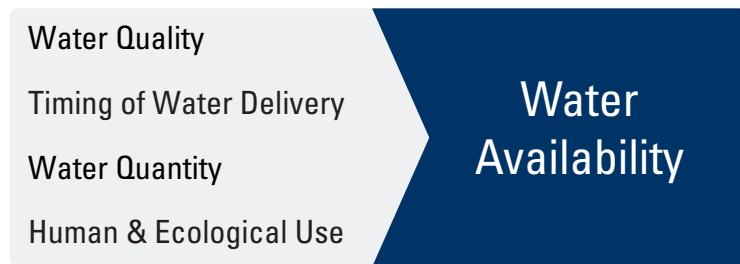 Water Quality
Timing of Water Delivery
Water Quantity
Human & Ecological Use
Water
Availability